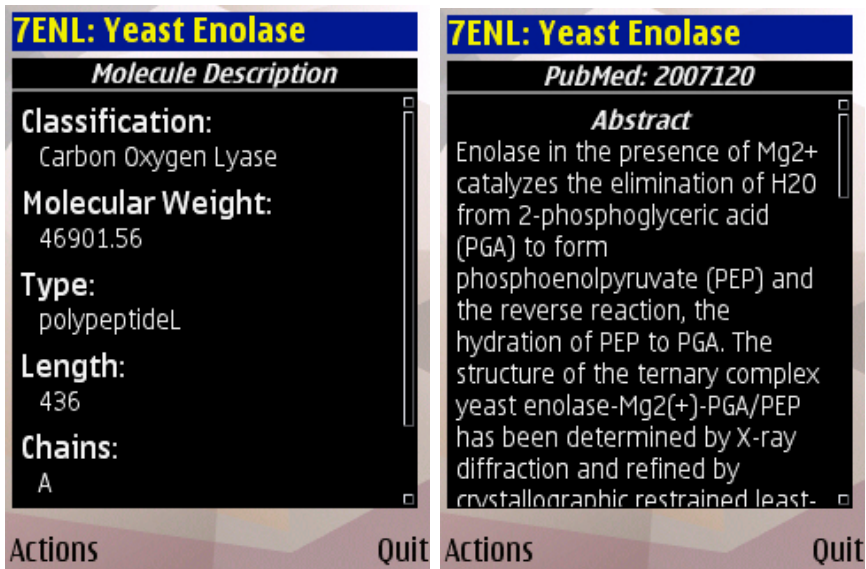 7ENL: Yeast Enolase
Molecule Description
Classification:
Carbon Oxygen Lyase
Molecular Weight:
46901.56
Type:
polypeptideL
Length:
436
Chains:
A
Actions Quit
7ENL: Yeast Enolase
PubMed: 2007120
Abstract
Enolase in the presence of Mg2+
catalyzes the elimination of H2O
from 2-phosphoglyceric acid
(PGA) to form
phosphoenolpyruvate (PEP) and
the reverse reaction, the
hydration of PEP to PGA. The
structure of the ternary complex
yeast enolase-Mg2(+)-PGA/PEP
has been determined by X-ray
diffraction and refined by
crystallographic restrained least-
Actions Quit